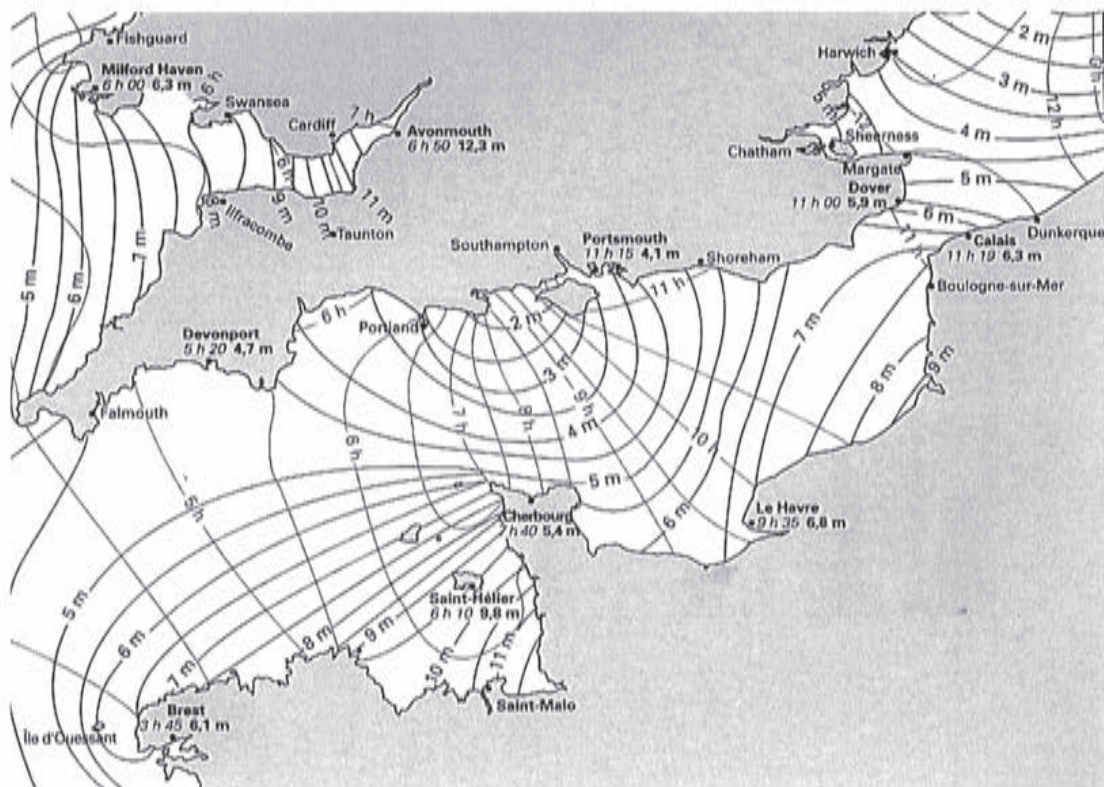 Fishguard
Milford Haven
6 h 00 6,3 m
6 h
Swansea
Cardiff
7 h
Avonmouth
6 h 50 12,3 m
6 h
9 m
10 m
11 m
8 m
Ilfracombe
Taunton
7 m
6 m
5 m
Harwich
2 m
3 m
4 m
12 h
Sheerness
Chatham
Margate
5 m
Dover
11 h 00 5,9 m
6 m
11 h
Dunkerque
Calais
11 h 19 6,3 m
Boulogne-sur-Mer
Southampton
Portsmouth
11 h 15 4,1 m
Shoreham
11 h
6 h
Portland
2 m
3 m
4 m
5 m
6 m
7 m
8 m
9 m
Devonport
5 h 20 4,7 m
Falmouth
5 h
6 h
7 h
8 h
9 h
10 h
Cherbourg
7 h 40 5,4 m
Le Havre
9 h 35 6,8 m
Saint-Hélier
6 h 10 9,8 m
5 m
6 m
7 m
8 m
9 m
10 m
11 m
Saint-Malo
Brest
3 h 45 6,1 m
Île d'Ouessant